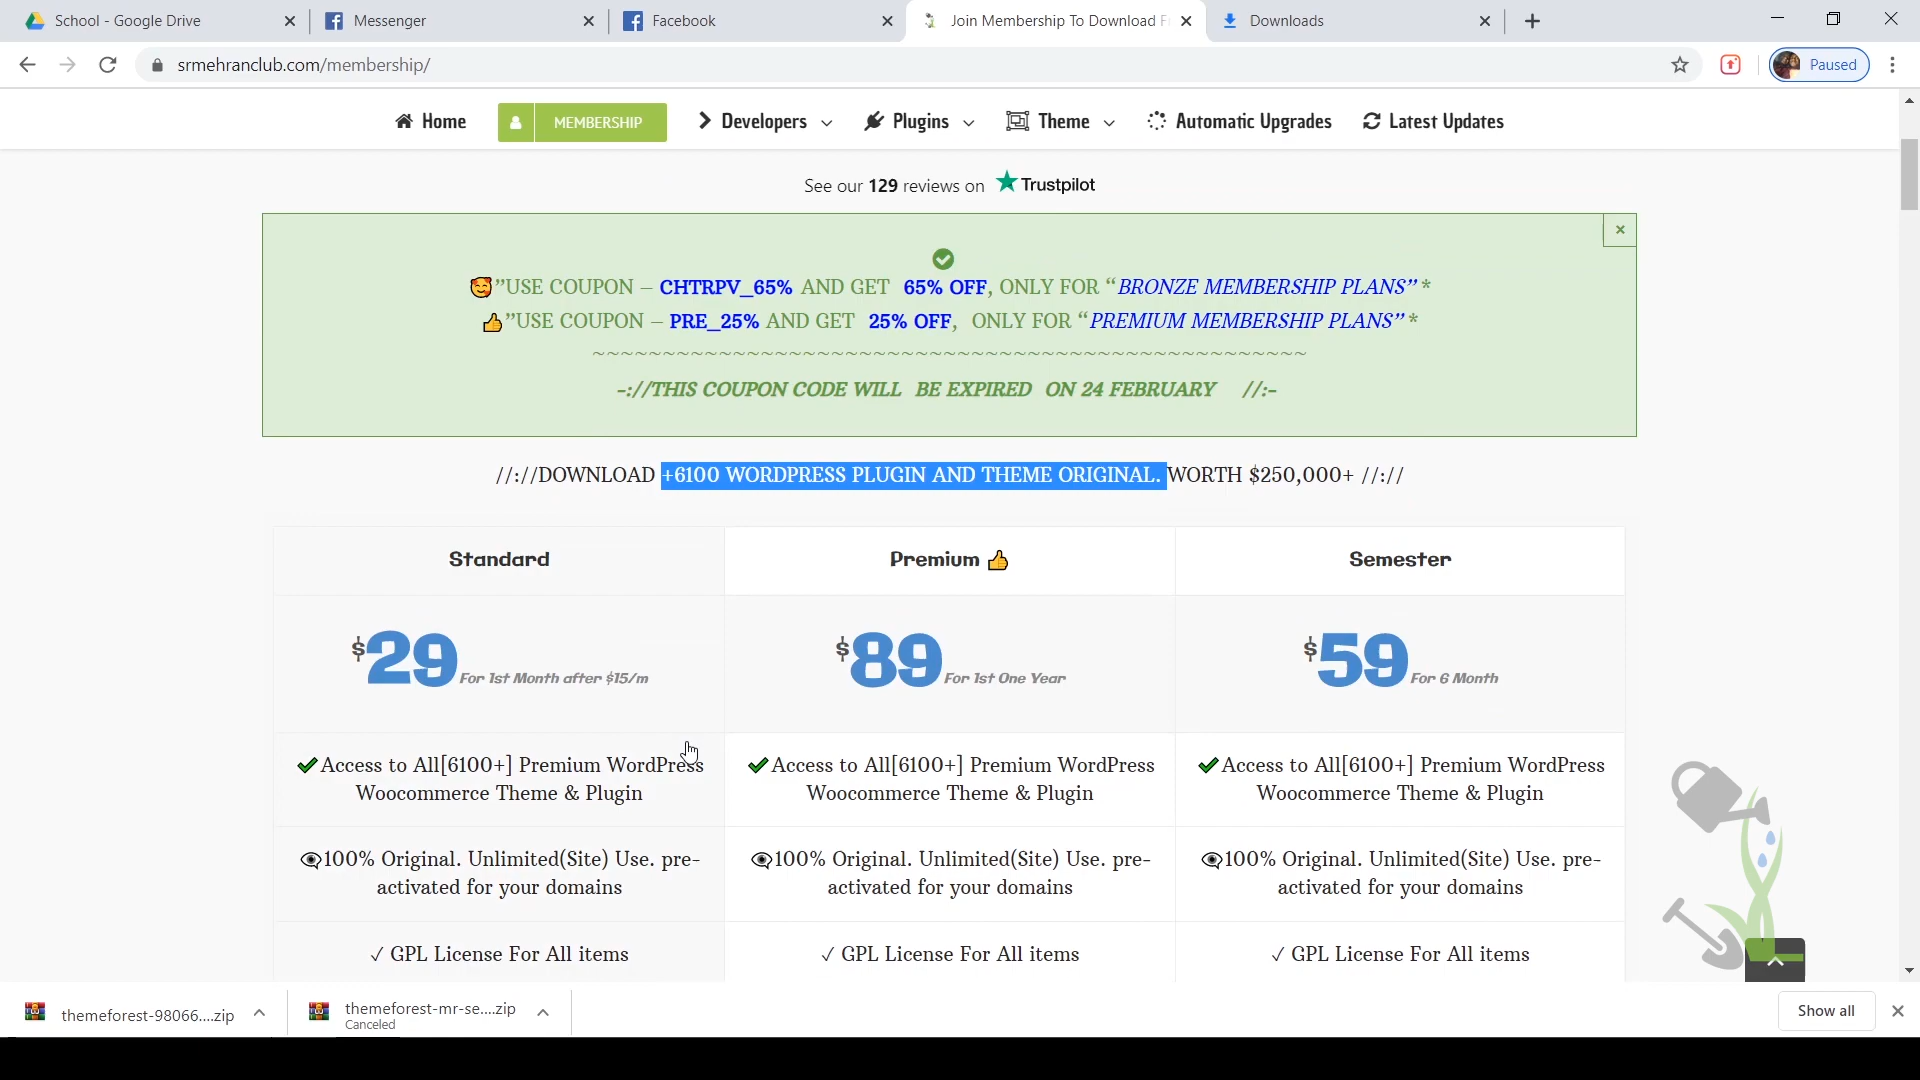 School - Google Drive
Messenger
Facebook
Join Membership To Download F
Downloads
srmehranclub.com/membership/
Paused
Home
MEMBERSHIP
Developers
Plugins
Theme
Automatic Upgrades
Latest Updates
See our 129 reviews on Trustpilot
🥰”USE COUPON – CHTRPV_65% AND GET 65% OFF, ONLY FOR “BRONZE MEMBERSHIP PLANS”*
👍”USE COUPON – PRE_25% AND GET 25% OFF, ONLY FOR “PREMIUM MEMBERSHIP PLANS”*
~~~~~~~~~~~~~~~~~~~~~~~~~~~~~~~~~~~~~~~~~~~~~~~~~~~
-://THIS COUPON CODE WILL BE EXPIRED ON 24 FEBRUARY //:-
//://DOWNLOAD +6100 WORDPRESS PLUGIN AND THEME ORIGINAL. WORTH $250,000+ //://
Standard
Premium 👍
Semester
$29 For 1st Month after $15/m
$89 For 1st One Year
$59 For 6 Month
✔Access to All[6100+] Premium WordPress
Woocommerce Theme & Plugin
✔Access to All[6100+] Premium WordPress
Woocommerce Theme & Plugin
✔Access to All[6100+] Premium WordPress
Woocommerce Theme & Plugin
👁100% Original. Unlimited(Site) Use. pre-
activated for your domains
👁100% Original. Unlimited(Site) Use. pre-
activated for your domains
👁100% Original. Unlimited(Site) Use. pre-
activated for your domains
✓ GPL License For All items
✓ GPL License For All items
✓ GPL License For All items
themeforest-98066....zip
themeforest-mr-se....zip
Canceled
Show all